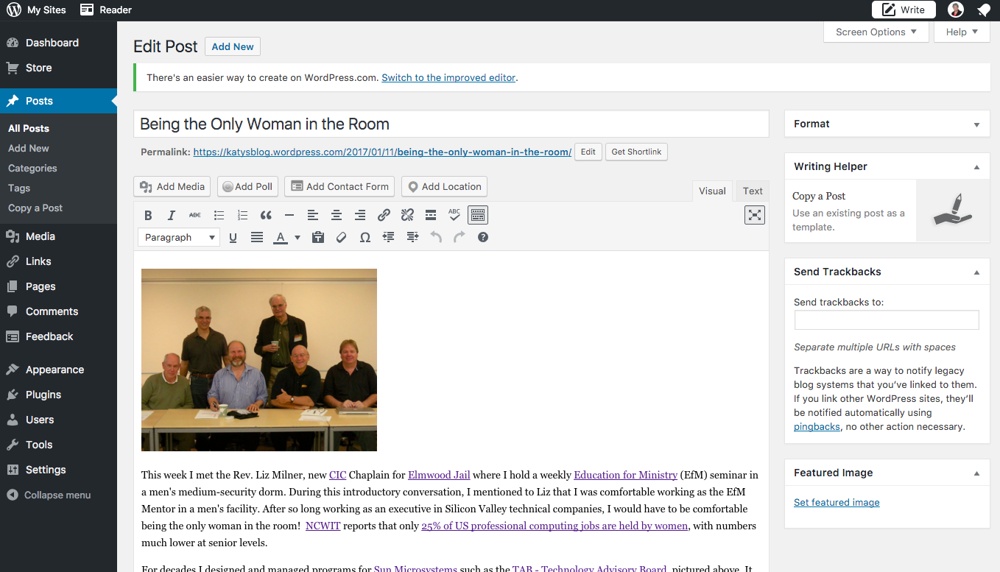 My Sites
Reader
Write
Dashboard
Store
Posts
All Posts
Add New
Categories
Tags
Copy a Post
Media
Links
Pages
Comments
Feedback
Appearance
Plugins
Users
Tools
Settings
Collapse menu
Screen Options
Help
Edit Post
Add New
There's an easier way to create on WordPress.com. Switch to the improved editor.
Being the Only Woman in the Room
Permalink: https://katysblog.wordpress.com/2017/01/11/being-the-only-woman-in-the-room/
Edit
Get Shortlink
Add Media
Add Poll
Add Contact Form
Add Location
Visual
Text
B
I
ABC
ABC
Paragraph
U
A
Ω
This week I met the Rev. Liz Milner, new CIC Chaplain for Elmwood Jail where I hold a weekly Education for Ministry (EfM) seminar in
a men's medium-security dorm. During this introductory conversation, I mentioned to Liz that I was comfortable working as the EfM
Mentor in a men's facility. After so long working as an executive in Silicon Valley technical companies, I would have to be comfortable
being the only woman in the room! NCWIT reports that only 25% of US professional computing jobs are held by women, with numbers
much lower at senior levels.
For decades I designed and managed programs for Sun Microsystems such as the TAB - Technology Advisory Board, pictured above. It
Format
Writing Helper
Copy a Post
Use an existing post as a
template.
Send Trackbacks
Send trackbacks to:
Separate multiple URLs with spaces
Trackbacks are a way to notify legacy
blog systems that you’ve linked to them.
If you link other WordPress sites, they’ll
be notified automatically using
pingbacks, no other action necessary.
Featured Image
Set featured image